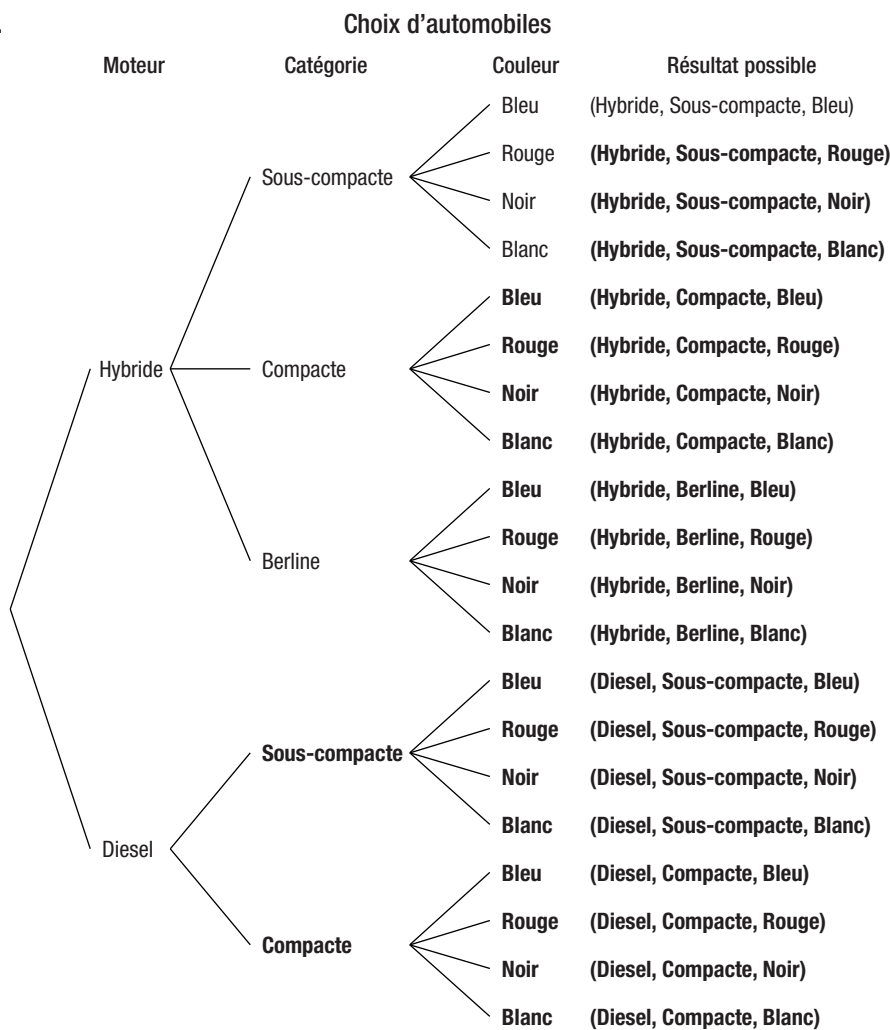 Choix d'automobiles
Moteur Catégorie Couleur Résultat possible
Bleu (Hybride, Sous-compacte, Bleu)
Rouge (Hybride, Sous-compacte, Rouge)
Sous-compacte
Noir (Hybride, Sous-compacte, Noir)
Blanc (Hybride, Sous-compacte, Blanc)
Bleu (Hybride, Compacte, Bleu)
Rouge (Hybride, Compacte, Rouge)
Hybride Compacte
Noir (Hybride, Compacte, Noir)
Blanc (Hybride, Compacte, Blanc)
Bleu (Hybride, Berline, Bleu)
Rouge (Hybride, Berline, Rouge)
Berline
Noir (Hybride, Berline, Noir)
Blanc (Hybride, Berline, Blanc)
Bleu (Diesel, Sous-compacte, Bleu)
Rouge (Diesel, Sous-compacte, Rouge)
Sous-compacte
Noir (Diesel, Sous-compacte, Noir)
Blanc (Diesel, Sous-compacte, Blanc)
Diesel
Bleu (Diesel, Compacte, Bleu)
Rouge (Diesel, Compacte, Rouge)
Compacte
Noir (Diesel, Compacte, Noir)
Blanc (Diesel, Compacte, Blanc)